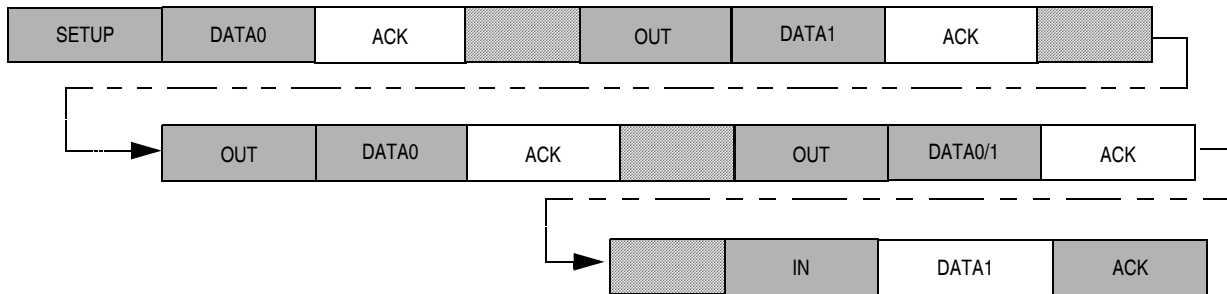 SETUP DATA0 ACK OUT DATA1 ACK
OUT DATA0 ACK OUT DATA0/1 ACK
IN DATA1 ACK